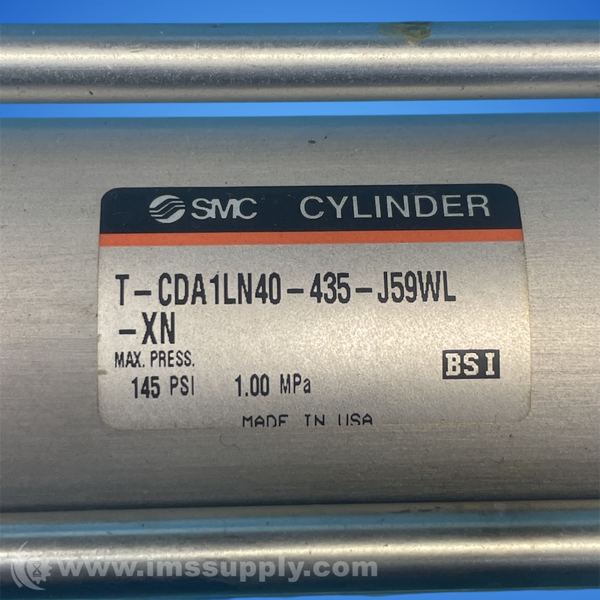 SMC CYLINDER
T-CDA1LN40-435-J59WL
-XN
MAX. PRESS.
145 PSI 1.00 MPa
BSI
MADE IN USA
www.imssupply.com